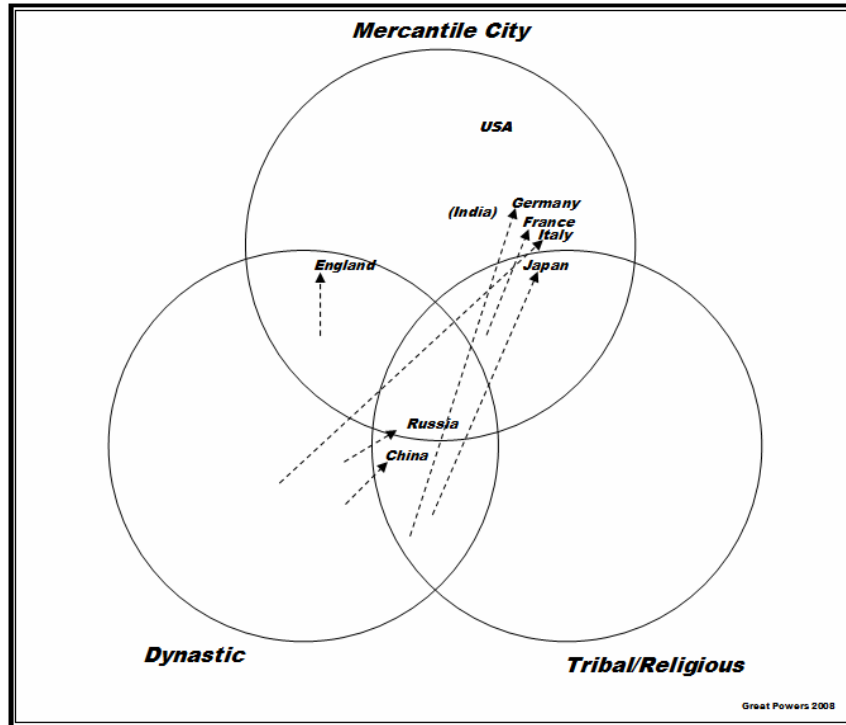 Mercantile City
USA
Germany
(India)
France
Italy
England
Japan
Russia
China
Dynastic
Tribal/Religious
Great Powers 2008